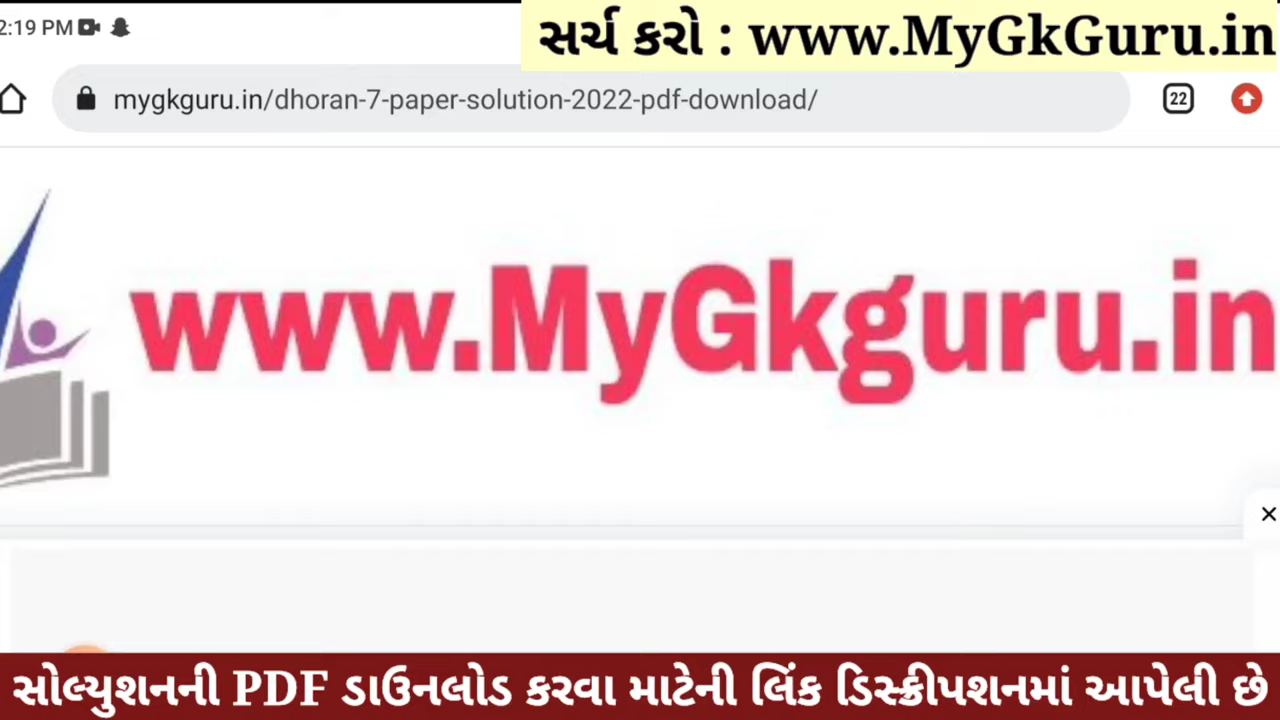 સર્ચ કરો : www.MyGkGuru.in
2:19 PM
mygkguru.in/dhoran-7-paper-solution-2022-pdf-download/
22
www.MyGkguru.in
સોલ્યુશનની PDF ડાઉનલોડ કરવા માટેની લિંક ડિસ્ક્રીપશનમાં આપેલી છે